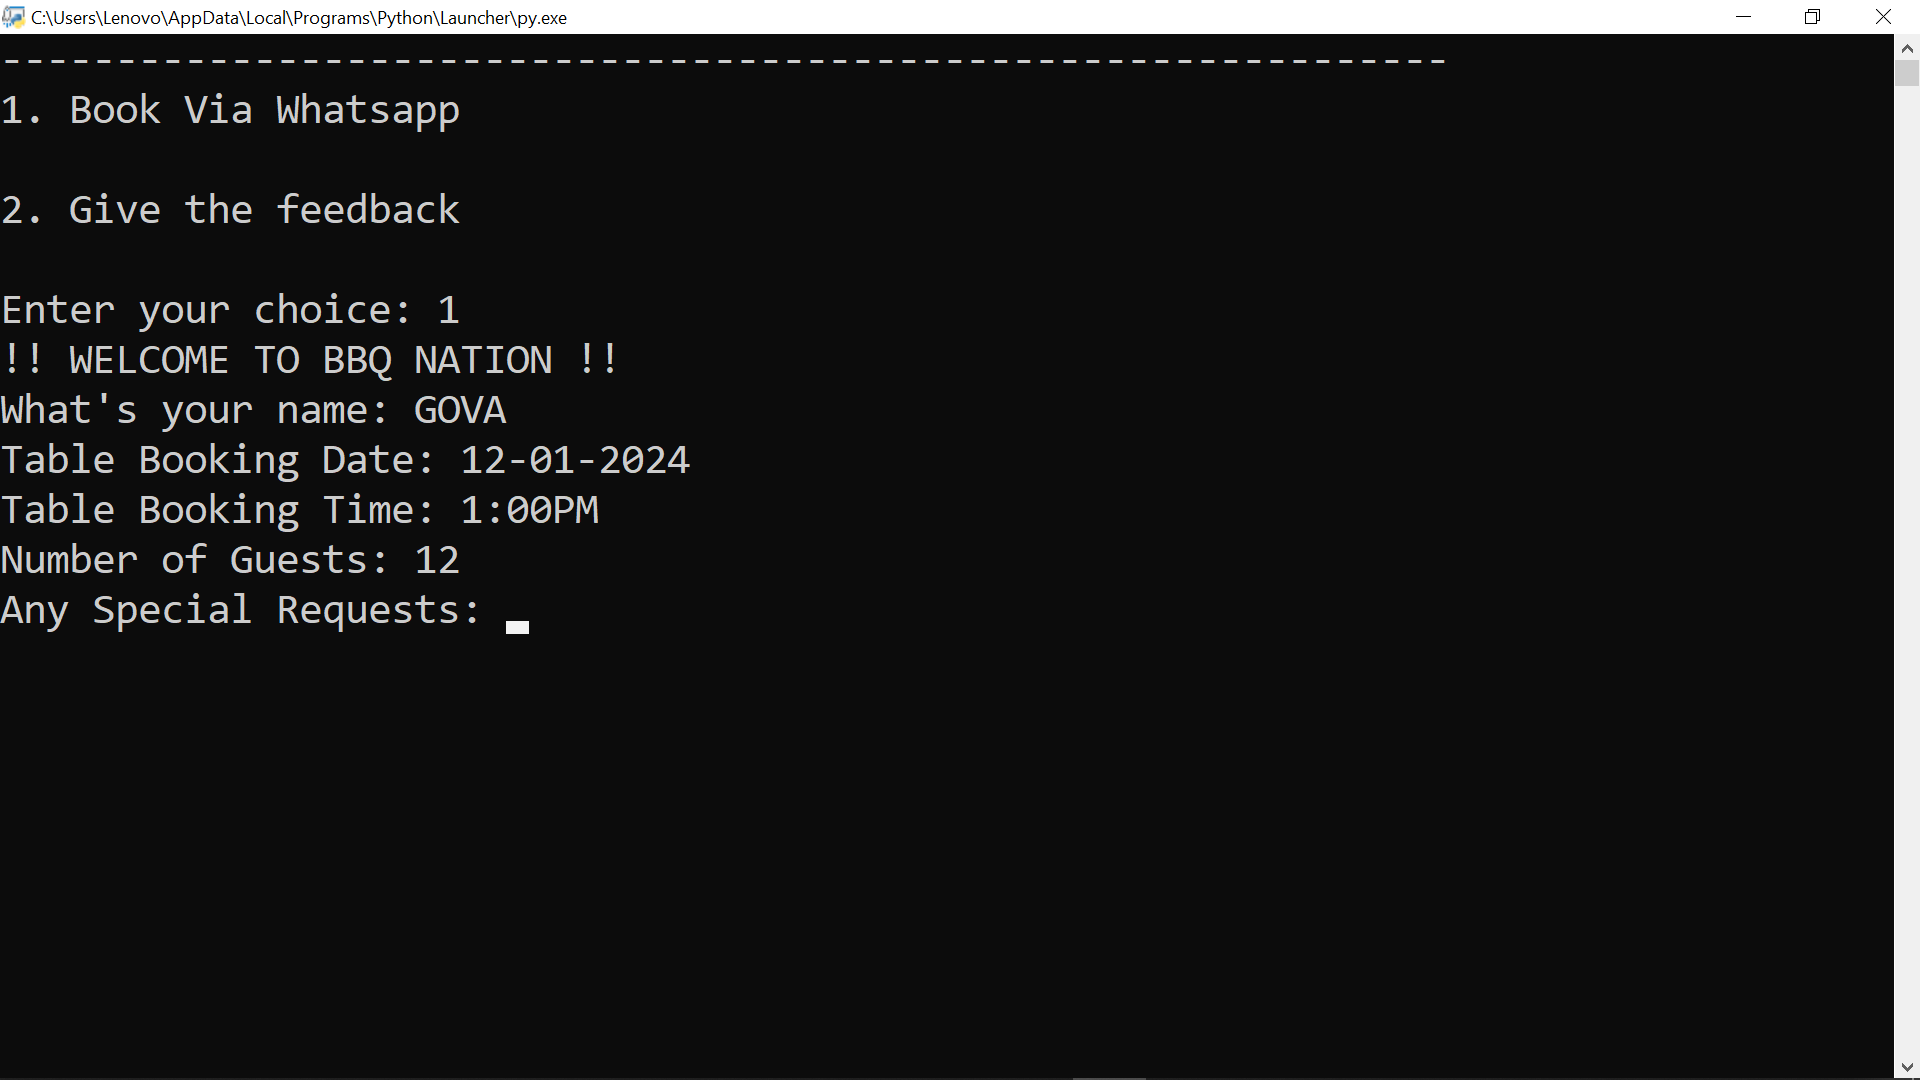 C:\Users\Lenovo\AppData\Local\Programs\Python\Launcher\py.exe
---------------------------------------------------------------
1. Book Via Whatsapp
2. Give the feedback
Enter your choice: 1
!! WELCOME TO BBQ NATION !!
What's your name: GOVA
Table Booking Date: 12-01-2024
Table Booking Time: 1:00PM
Number of Guests: 12
Any Special Requests: